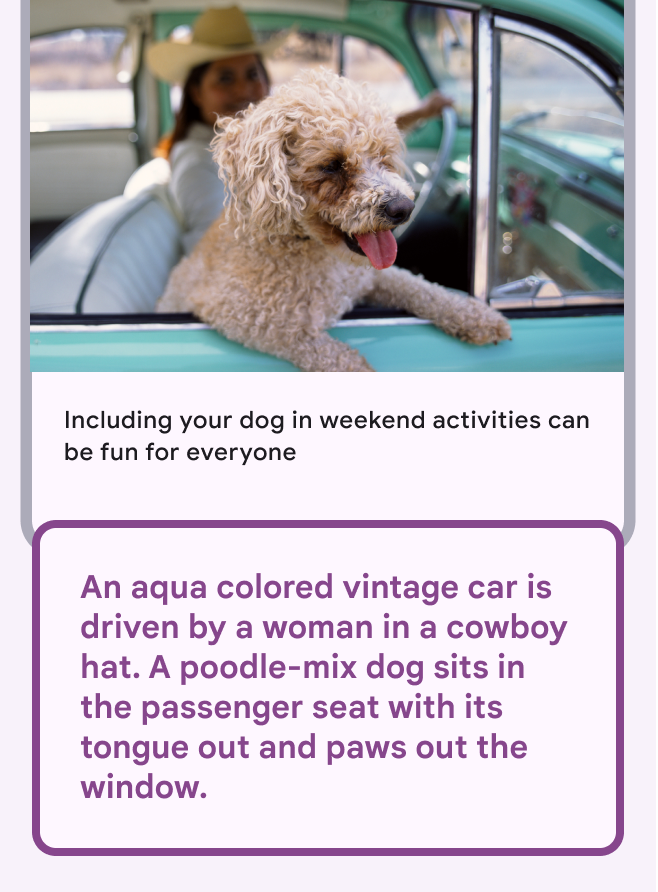 Including your dog in weekend activities can
be fun for everyone
An aqua colored vintage car is
driven by a woman in a cowboy
hat. A poodle-mix dog sits in
the passenger seat with its
tongue out and paws out the
window.